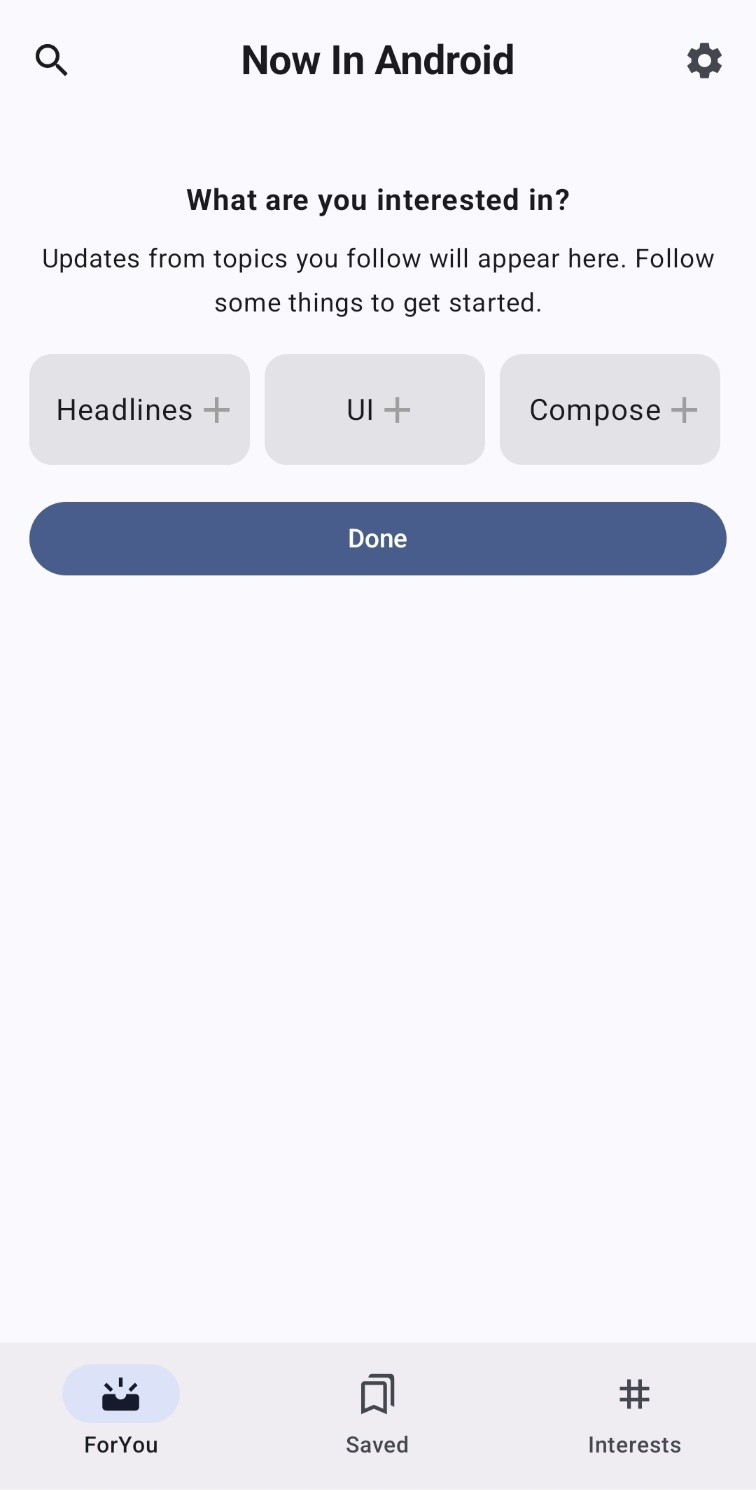 Now In Android
What are you interested in?
Updates from topics you follow will appear here. Follow
some things to get started.
Headlines
UI
Compose
Done
ForYou
Saved
Interests